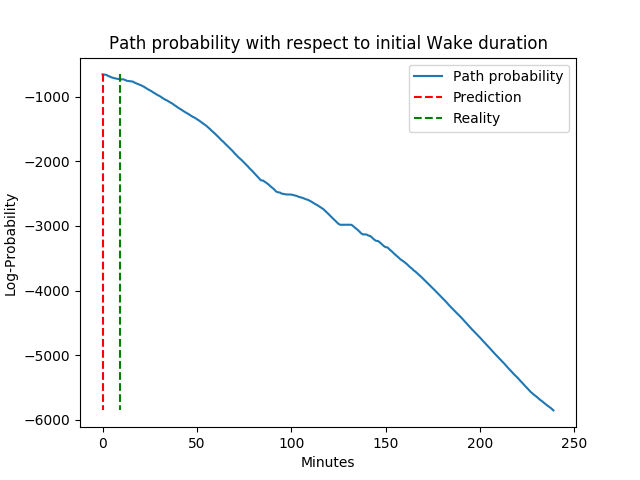 Path probability with respect to initial Wake duration
Path probability
Prediction
Reality
Log-Probability
−1000
−2000
−3000
−4000
−5000
−6000
0 50 100 150 200 250
Minutes